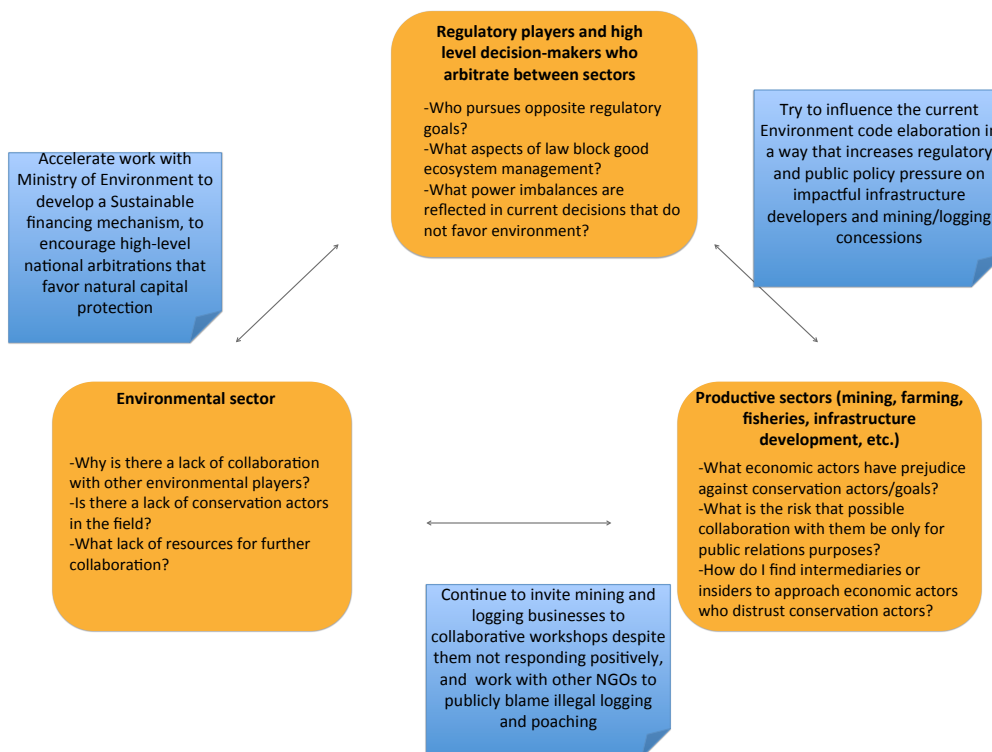 Regulatory players and high
level decision-makers who
arbitrate between sectors
-Who pursues opposite regulatory
goals?
-What aspects of law block good
ecosystem management?
-What power imbalances are
reflected in current decisions that do
not favor environment?
Try to influence the current
Environment code elaboration in
a way that increases regulatory
and public policy pressure on
impactful infrastructure
developers and mining/logging
concessions
Accelerate work with
Ministry of Environment to
develop a Sustainable
financing mechanism, to
encourage high-level
national arbitrations that
favor natural capital
protection
Environmental sector
-Why is there a lack of collaboration
with other environmental players?
-Is there a lack of conservation actors
in the field?
-What lack of resources for further
collaboration?
Productive sectors (mining, farming,
fisheries, infrastructure
development, etc.)
-What economic actors have prejudice
against conservation actors/goals?
-What is the risk that possible
collaboration with them be only for
public relations purposes?
-How do I find intermediaries or
insiders to approach economic actors
who distrust conservation actors?
Continue to invite mining and
logging businesses to
collaborative workshops despite
them not responding positively,
and work with other NGOs to
publicly blame illegal logging
and poaching